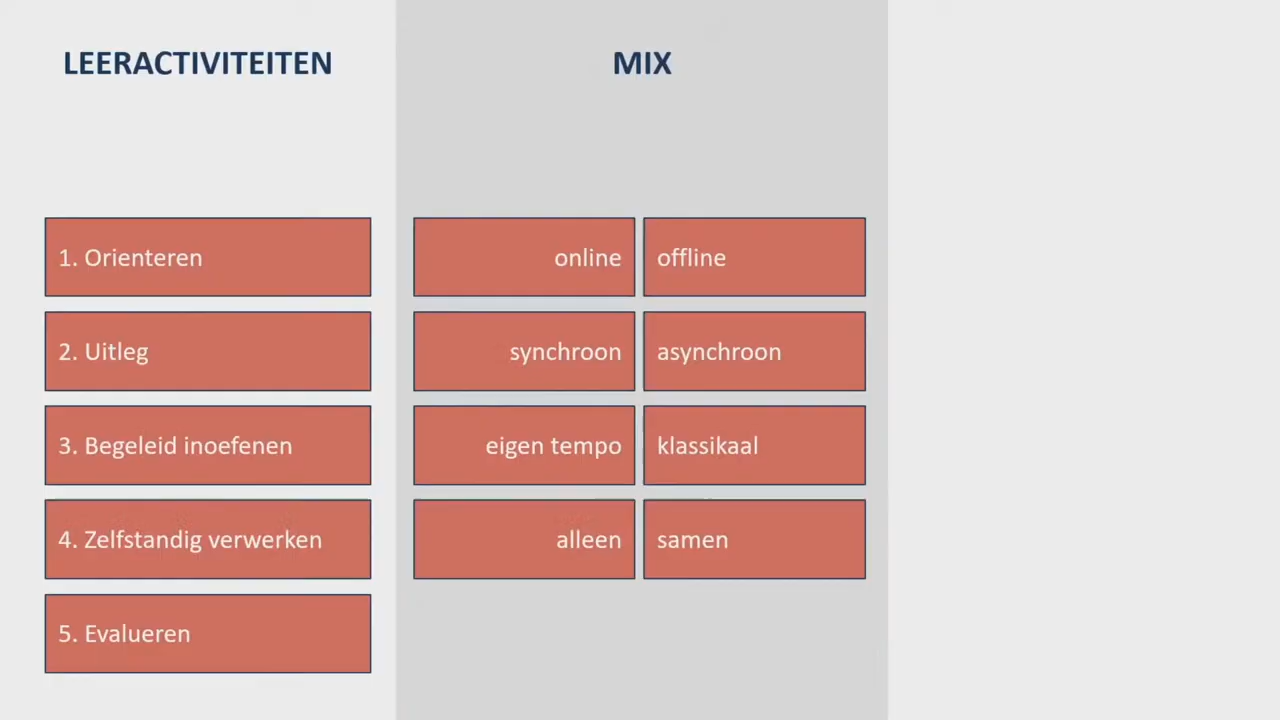 LEERACTIVITEITEN
1. Orienteren
2. Uitleg
3. Begeleid inoefenen
4. Zelfstandig verwerken
5. Evalueren
MIX
online offline
synchroon asynchroon
eigen tempo klassikaal
alleen samen